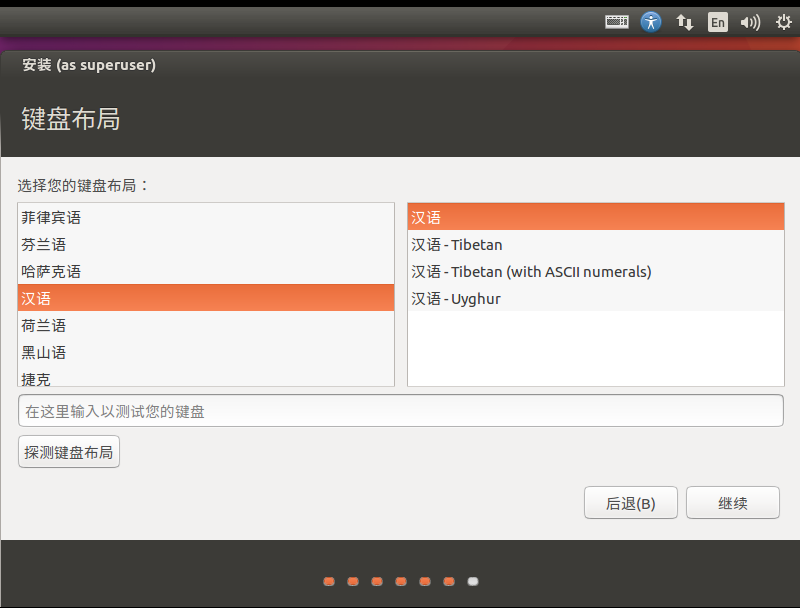 En
安装 (as superuser)
键盘布局
选择您的键盘布局：
菲律宾语
芬兰语
哈萨克语
汉语
荷兰语
黑山语
捷克
汉语
汉语 - Tibetan
汉语 - Tibetan (with ASCII numerals)
汉语 - Uyghur
在这里输入以测试您的键盘
探测键盘布局
后退(B)
继续